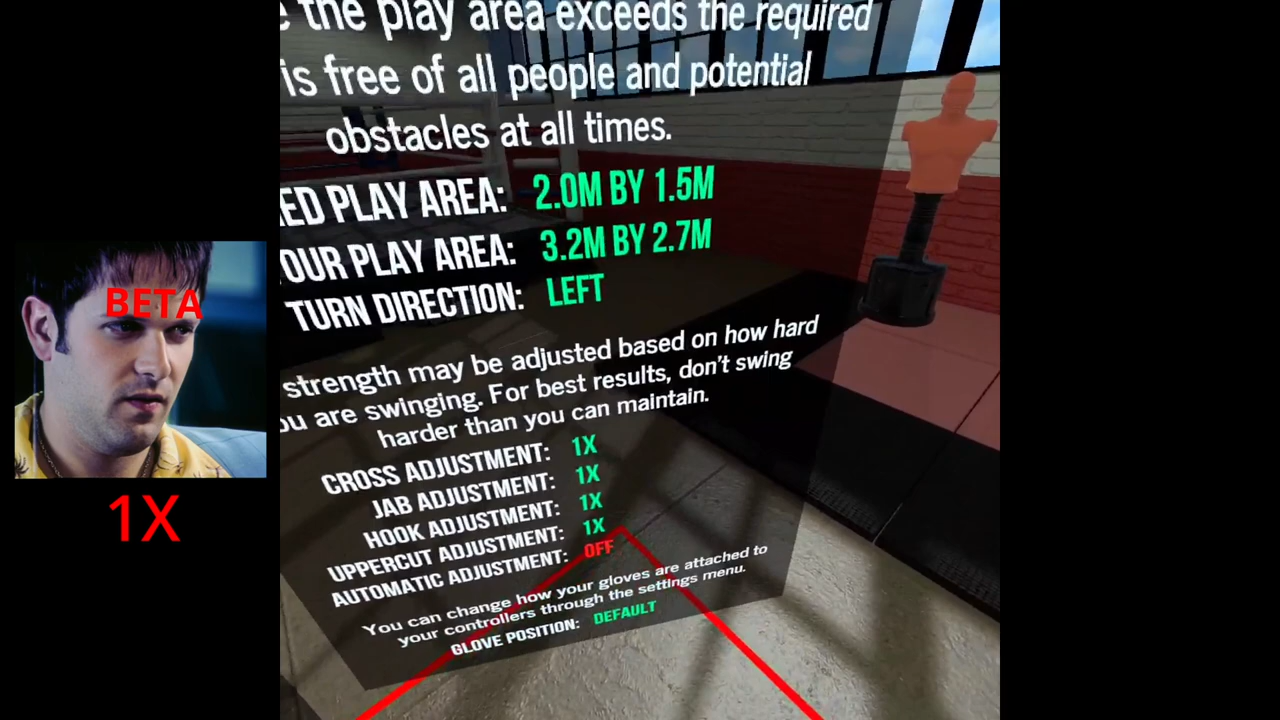 the play area exceeds the required
is free of all people and potential
obstacles at all times.
PLAY AREA: 2.0M BY 1.5M
PLAY AREA: 3.2M BY 2.7M
TURN DIRECTION: LEFT
strength may be adjusted based on how hard
are swinging. For best results, don't swing
harder than you can maintain.
CROSS ADJUSTMENT: 1X
JAB ADJUSTMENT: 1X
HOOK ADJUSTMENT: 1X
UPPERCUT ADJUSTMENT: 1X
AUTOMATIC ADJUSTMENT: OFF
You can change how your gloves are attached to
your controllers through the settings menu.
GLOVE POSITION: DEFAULT
BETA
1X